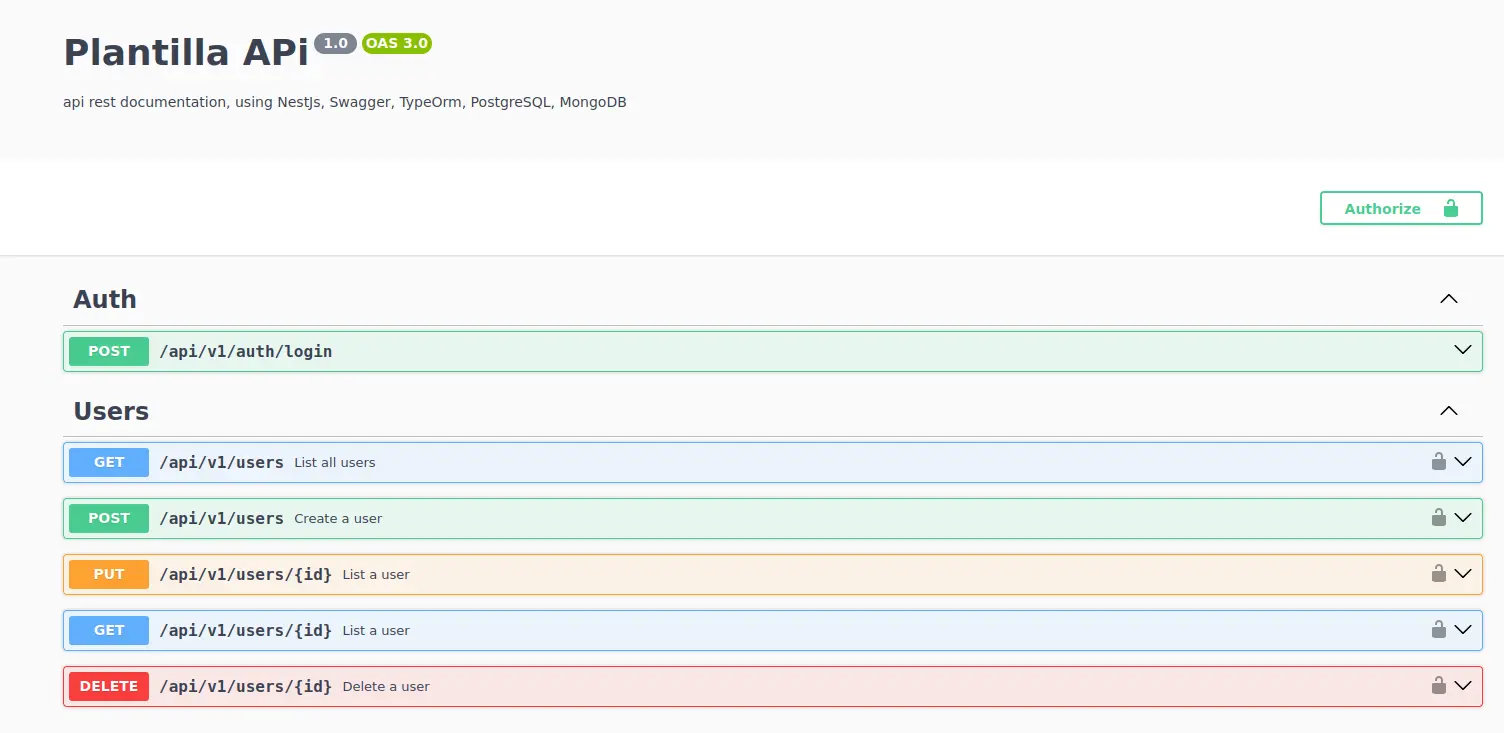 Plantilla APi 1.0 OAS 3.0
api rest documentation, using NestJs, Swagger, TypeOrm, PostgreSQL, MongoDB
Authorize
Auth
POST /api/v1/auth/login
Users
GET /api/v1/users List all users
POST /api/v1/users Create a user
PUT /api/v1/users/{id} List a user
GET /api/v1/users/{id} List a user
DELETE /api/v1/users/{id} Delete a user